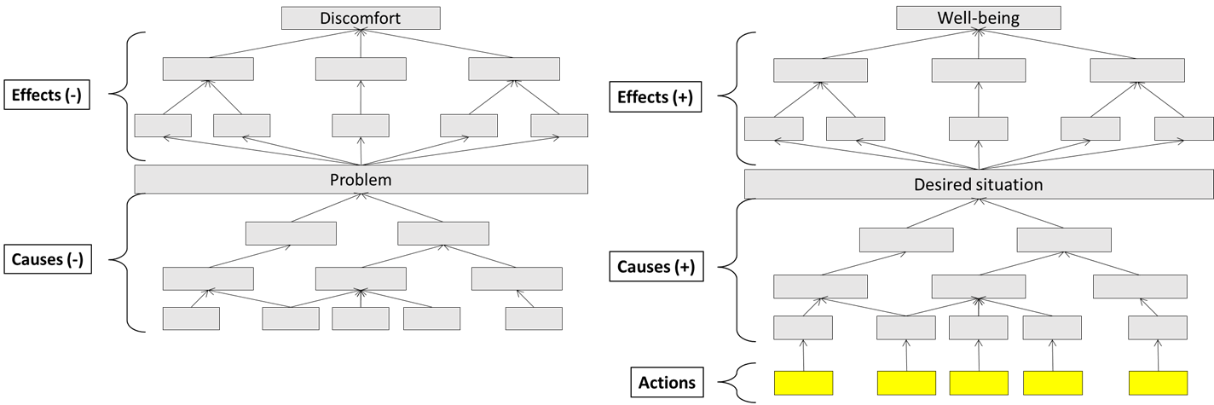 Discomfort
Effects (-)
Problem
Causes (-)
Well-being
Effects (+)
Desired situation
Causes (+)
Actions